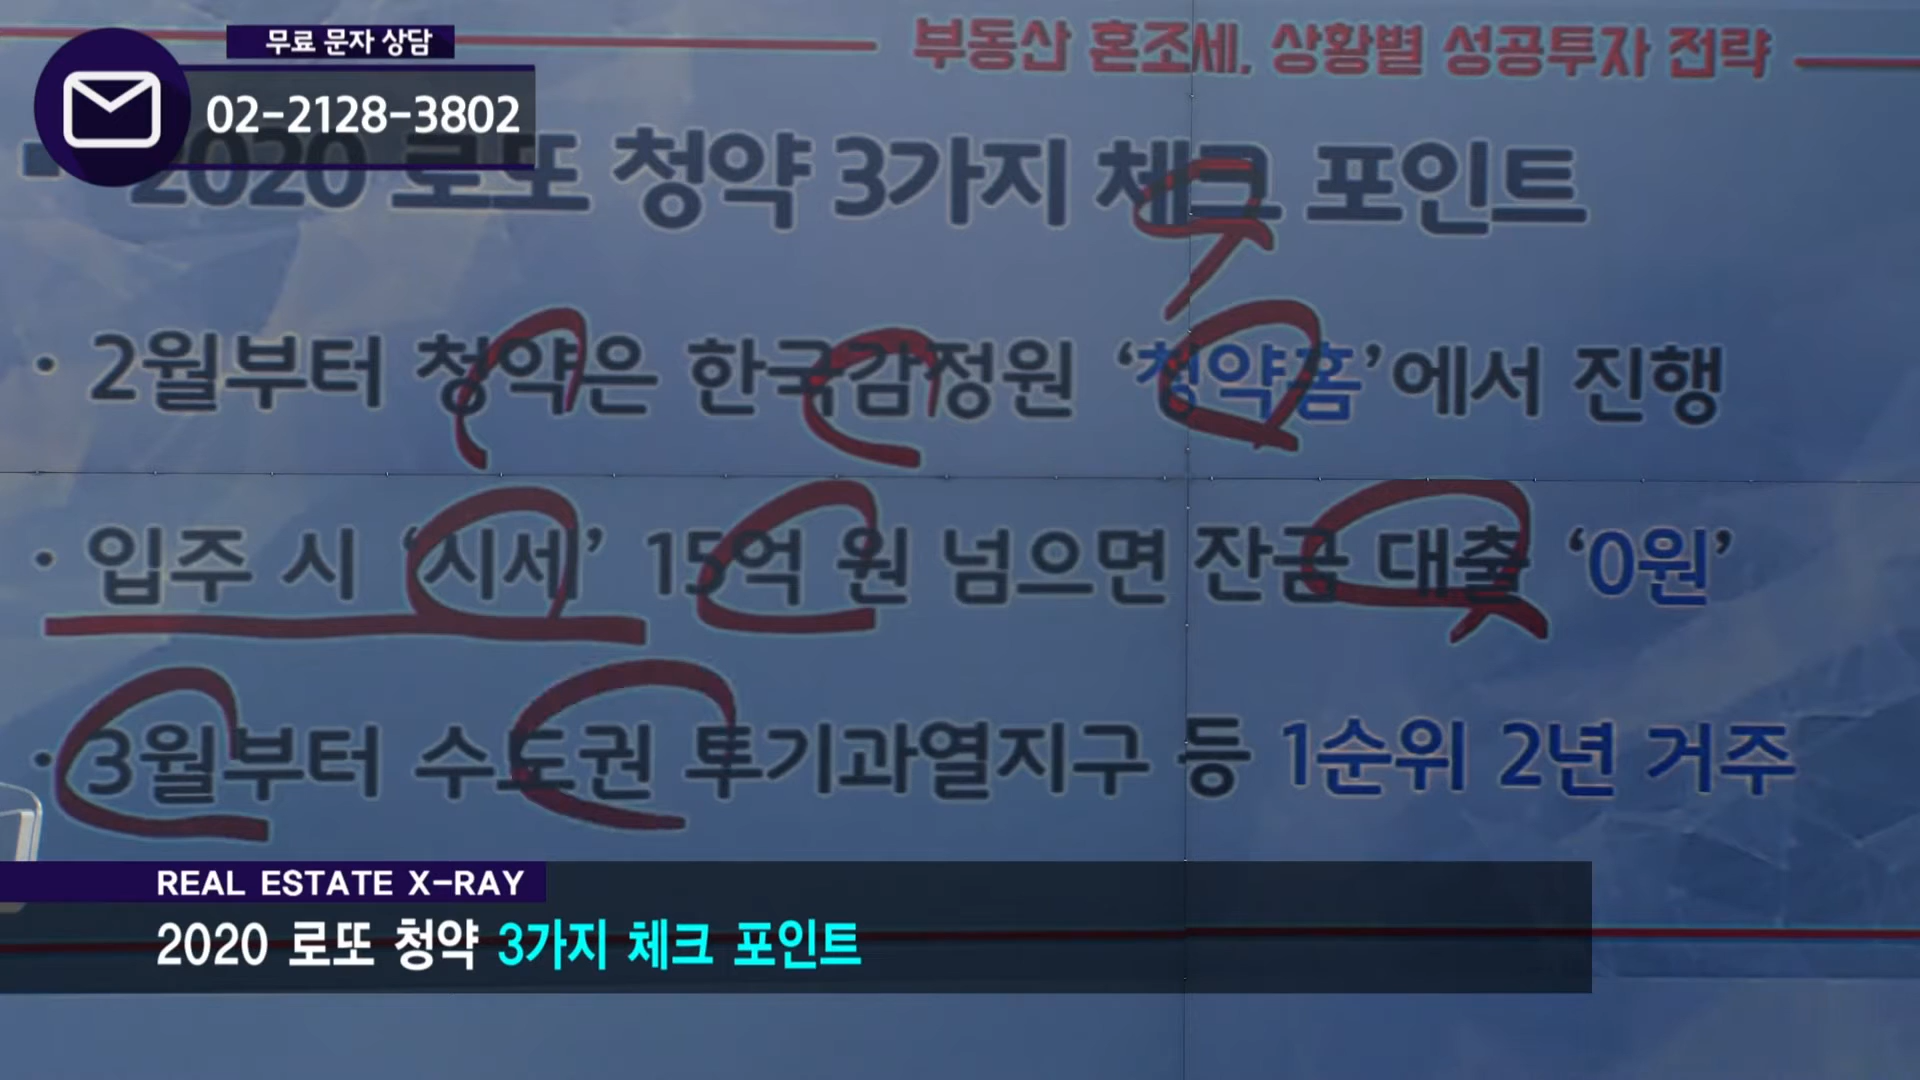 무료 문자 상담
02-2128-3802
부동산 혼조세, 상황별 성공투자 전략
2020 로또 청약 3가지 체크 포인트
· 2월부터 청약은 한국감정원 ‘청약홈’에서 진행
· 입주 시 ‘시세’ 15억 원 넘으면 잔금 대출 ‘0원’
· 3월부터 수도권 투기과열지구 등 1순위 2년 거주
REAL ESTATE X-RAY
2020 로또 청약 3가지 체크 포인트